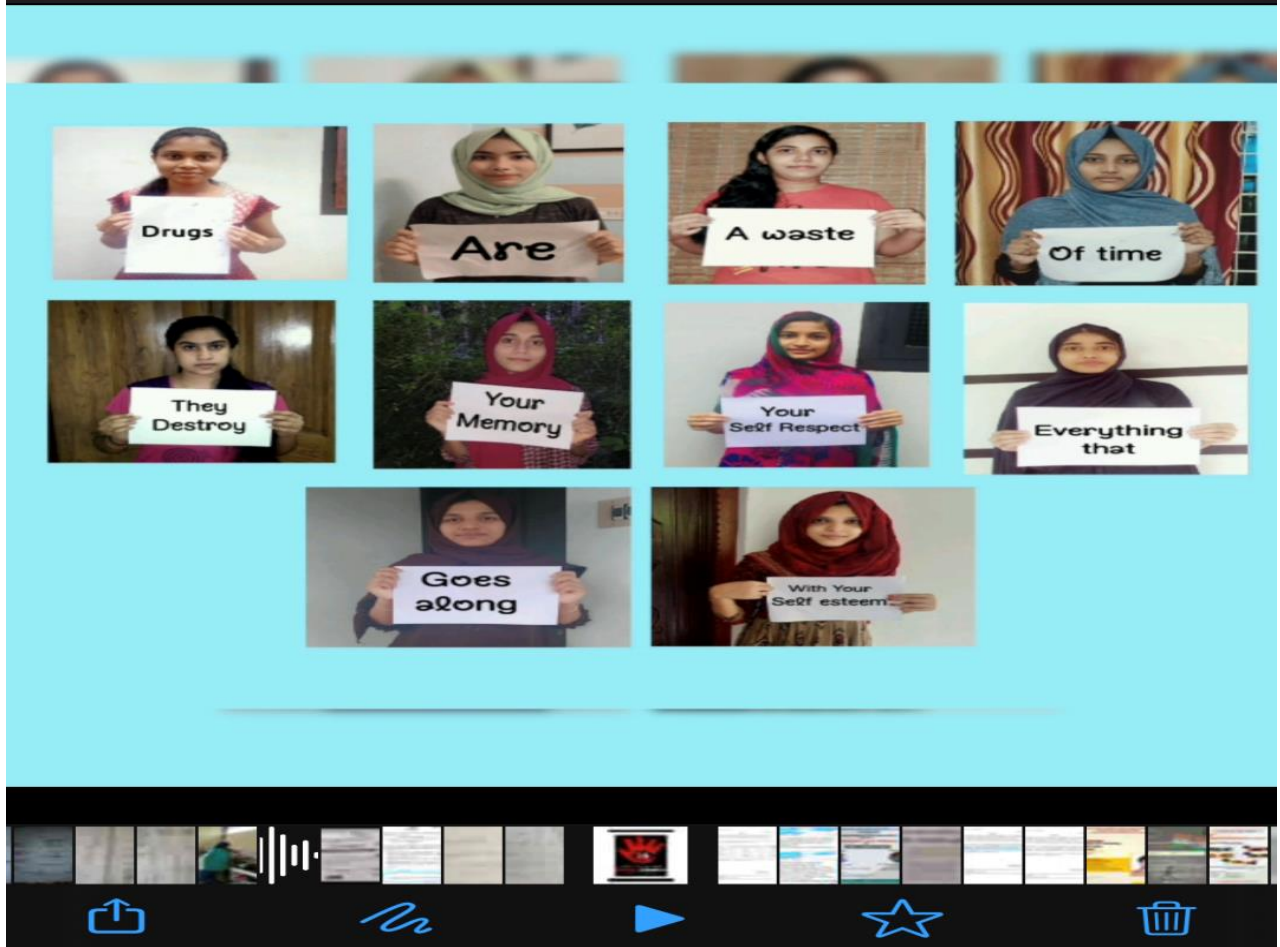 Drugs
Are
A waste
Of time
They
Destroy
Your
Memory
Your
Self Respect
Everything
that
Goes
along
With Your
Self esteem